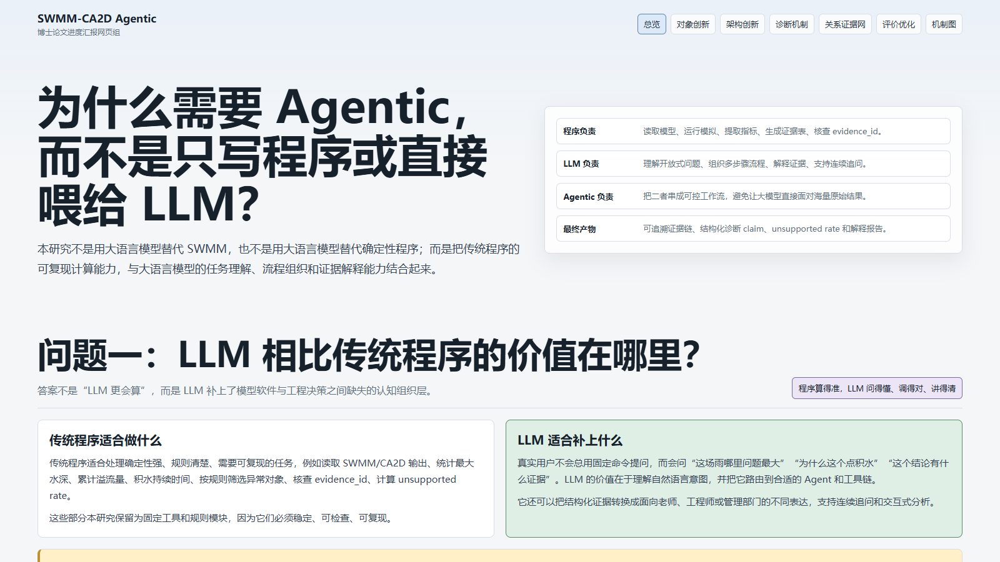 SWMM-CA2D Agentic
博士论文进度汇报网页组
总览
对象创新
架构创新
诊断机制
关系证据网
评价优化
机制图
为什么需要 Agentic，
而不是只写程序或直接
喂给 LLM？
本研究不是用大语言模型替代 SWMM，也不是用大语言模型替代确定性程序；而是把传统程序的
可复现计算能力，与大语言模型的任务理解、流程组织和证据解释能力结合起来。
程序负责
读取模型、运行模拟、提取指标、生成证据表、核查 evidence_id。
LLM 负责
理解开放式问题、组织多步骤流程、解释证据、支持连续追问。
Agentic 负责
把二者串成可控工作流，避免让大模型直接面对海量原始结果。
最终产物
可追溯证据链、结构化诊断 claim、unsupported rate 和解释报告。
问题一：LLM 相比传统程序的价值在哪里？
答案不是“LLM 更会算”，而是 LLM 补上了模型软件与工程决策之间缺失的认知组织层。
程序算得准，LLM 问得懂、调得对、讲得清
传统程序适合做什么
传统程序适合处理确定性强、规则清楚、需要可复现的任务，例如读取 SWMM/CA2D 输出、统计最大
水深、累计溢流量、积水持续时间、按规则筛选异常对象、核查 evidence_id、计算 unsupported
rate。
这些部分本研究保留为固定工具和规则模块，因为它们必须稳定、可检查、可复现。
LLM 适合补上什么
真实用户不会总用固定命令提问，而会问“这场雨哪里问题最大”“为什么这个点积水”“这个结论有什
么证据”。LLM 的价值在于理解自然语言意图，并把它路由到合适的 Agent 和工具链。
它还可以把结构化证据转换成面向老师、工程师或管理部门的不同表达，支持连续追问和交互式分析。